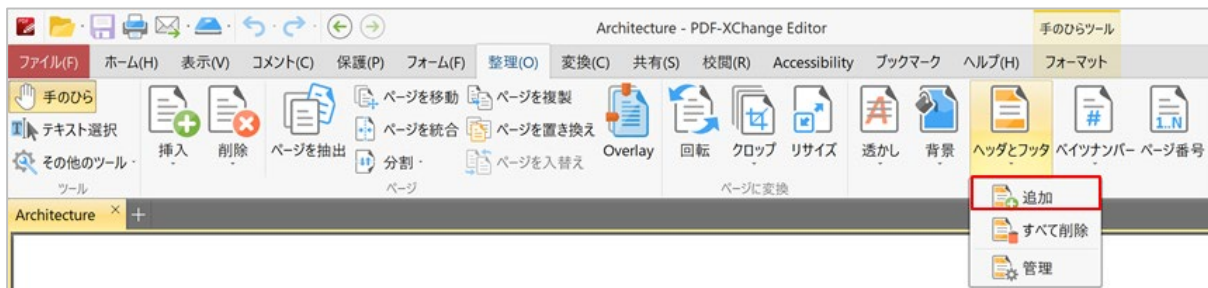 Architecture - PDF-XChange Editor
手のひらツール
ファイル(F) ホーム(H) 表示(V) コメント(C) 保護(P) フォーム(F) 整理(O) 変換(C) 共有(S) 校閲(R) Accessibility ブックマーク ヘルプ(H) フォーマット
手のひら
テキスト選択
その他のツール
ツール
挿入
削除
ページを抽出
ページを移動
ページを統合
分割
ページを複製
ページを置き換え
ページを入替え
ページ
Overlay
回転
クロップ
リサイズ
ページに変換
透かし
背景
ヘッダとフッタ
#
ベイツナンバー
1..N
ページ番号
Architecture
追加
すべて削除
管理